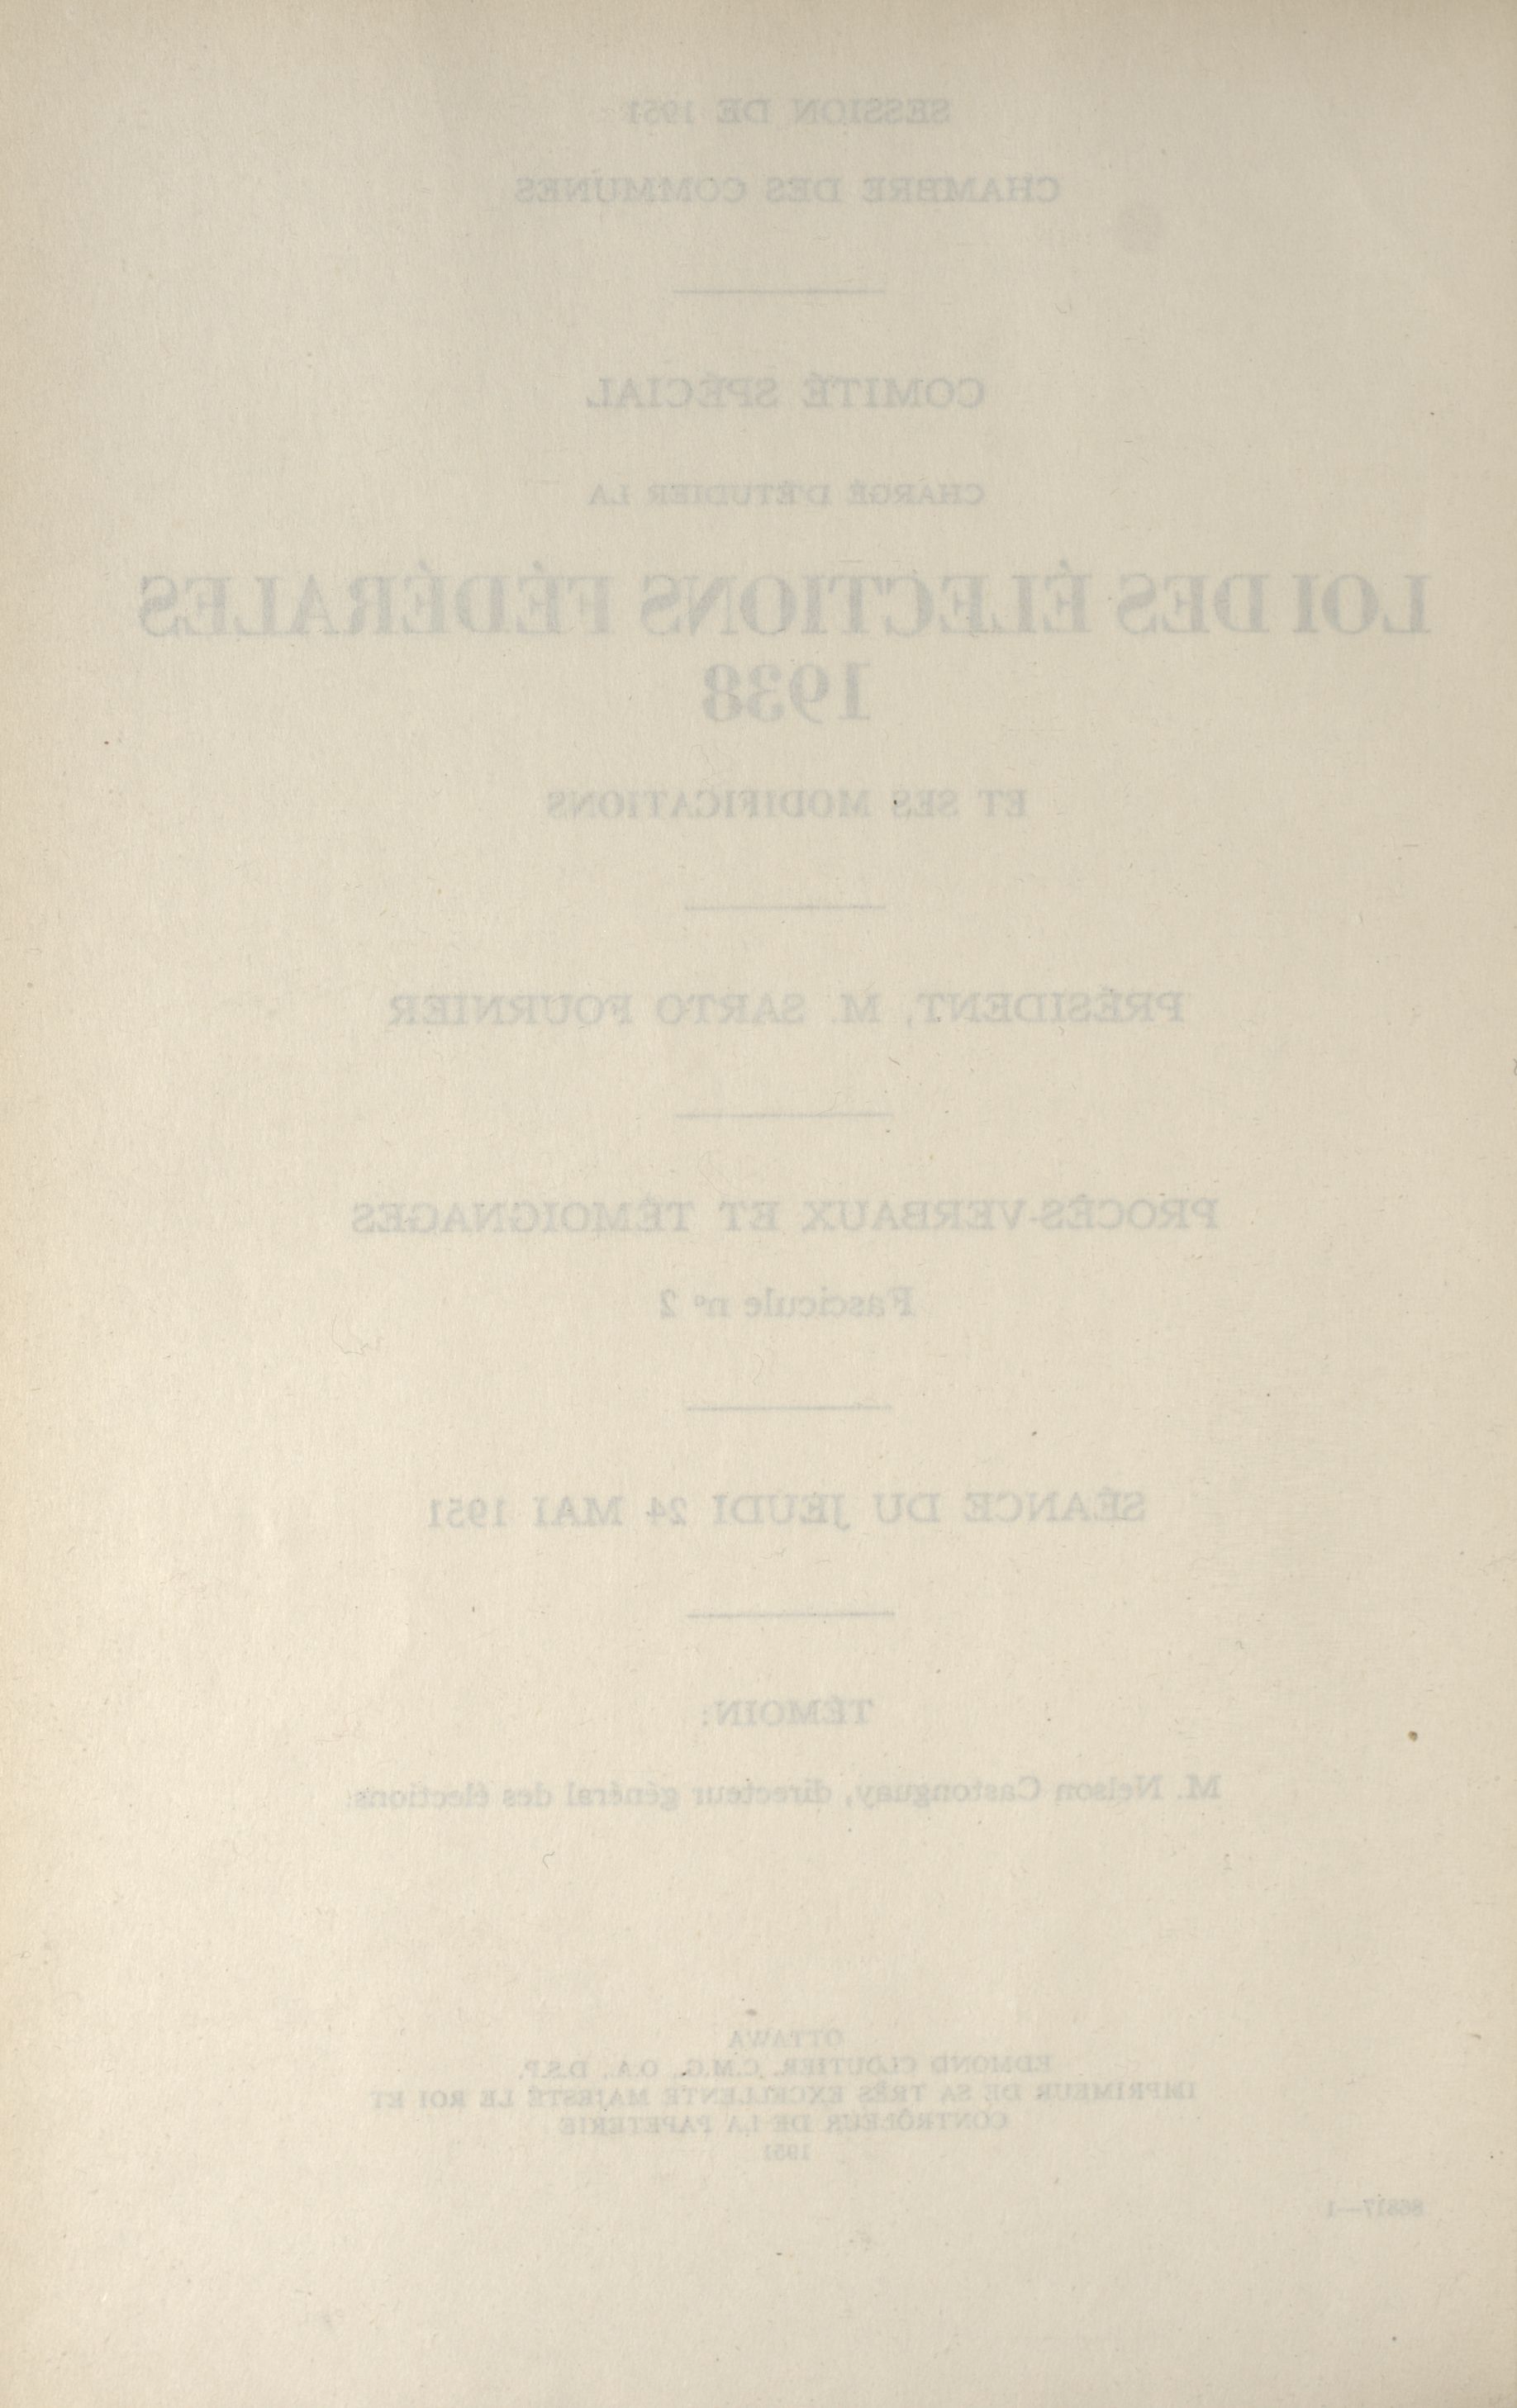 SESSION DE 1951
CHAMBRE DES COMMUNES
COMITÉ SPÉCIAL
CHARGÉ D'ÉTUDIER LA
LOI DES ÉLECTIONS FÉDÉRALES
1938
ET SES MODIFICATIONS
PRÉSIDENT, M. SARTO FOURNIER
PROCÈS-VERBAUX ET TÉMOIGNAGES
Fascicule nº 2
SÉANCE DU JEUDI 24 MAI 1951
TÉMOIN:
M. Nelson Castonguay, directeur général des élections.
OTTAWA
EDMOND CLOUTIER, C.M.G., O.A., D.S.P.
IMPRIMEUR DE SA TRÈS EXCELLENTE MAJESTÉ LE ROI ET
CONTRÔLEUR DE LA PAPETERIE
1951
86817—1